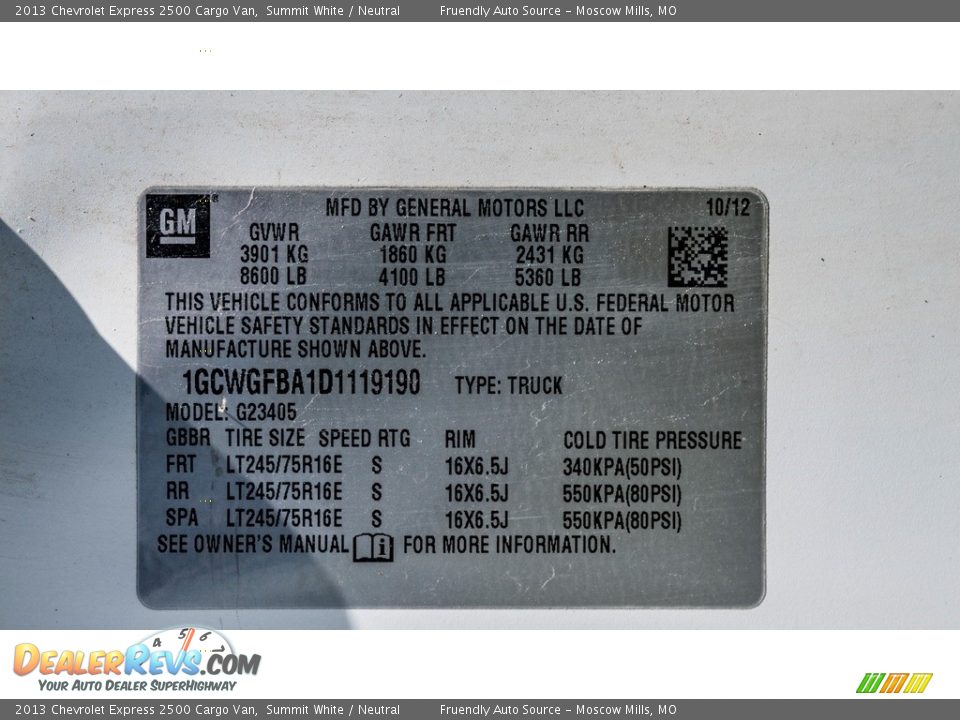 2013 Chevrolet Express 2500 Cargo Van, Summit White / Neutral Fruendly Auto Source - Moscow Mills, MO
GM
MFD BY GENERAL MOTORS LLC 10/12
GVWR GAWR FRT GAWR RR
3901 KG 1860 KG 2431 KG
8600 LB 4100 LB 5360 LB
THIS VEHICLE CONFORMS TO ALL APPLICABLE U.S. FEDERAL MOTOR
VEHICLE SAFETY STANDARDS IN EFFECT ON THE DATE OF
MANUFACTURE SHOWN ABOVE.
1GCWGFBA1D1119190 TYPE: TRUCK
MODEL: G23405
GBBR TIRE SIZE SPEED RTG RIM COLD TIRE PRESSURE
FRT LT245/75R16E S 16X6.5J 340KPA(50PSI)
RR LT245/75R16E S 16X6.5J 550KPA(80PSI)
SPA LT245/75R16E S 16X6.5J 550KPA(80PSI)
SEE OWNER'S MANUAL i FOR MORE INFORMATION.
4 5 6 7
DEALERREVS.COM
YOUR AUTO DEALER SUPERHIGHWAY
2013 Chevrolet Express 2500 Cargo Van, Summit White / Neutral Fruendly Auto Source - Moscow Mills, MO